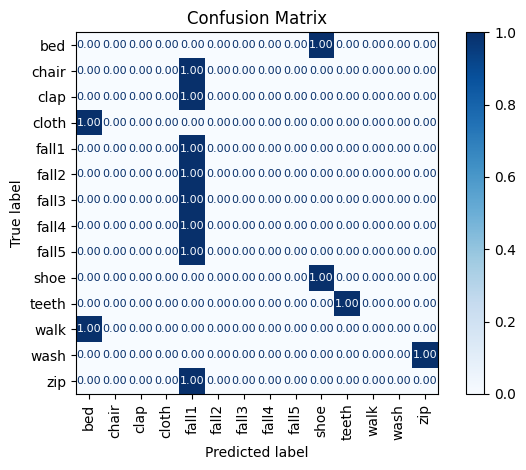 Confusion Matrix
bed 0.00 0.00 0.00 0.00 0.00 0.00 0.00 0.00 0.00 1.00 0.00 0.00 0.00 0.00
chair 0.00 0.00 0.00 0.00 1.00 0.00 0.00 0.00 0.00 0.00 0.00 0.00 0.00 0.00
clap 0.00 0.00 0.00 0.00 1.00 0.00 0.00 0.00 0.00 0.00 0.00 0.00 0.00 0.00
cloth 1.00 0.00 0.00 0.00 0.00 0.00 0.00 0.00 0.00 0.00 0.00 0.00 0.00 0.00
fall1 0.00 0.00 0.00 0.00 1.00 0.00 0.00 0.00 0.00 0.00 0.00 0.00 0.00 0.00
fall2 0.00 0.00 0.00 0.00 1.00 0.00 0.00 0.00 0.00 0.00 0.00 0.00 0.00 0.00
fall3 0.00 0.00 0.00 0.00 1.00 0.00 0.00 0.00 0.00 0.00 0.00 0.00 0.00 0.00
fall4 0.00 0.00 0.00 0.00 1.00 0.00 0.00 0.00 0.00 0.00 0.00 0.00 0.00 0.00
fall5 0.00 0.00 0.00 0.00 1.00 0.00 0.00 0.00 0.00 0.00 0.00 0.00 0.00 0.00
shoe 0.00 0.00 0.00 0.00 0.00 0.00 0.00 0.00 0.00 1.00 0.00 0.00 0.00 0.00
teeth 0.00 0.00 0.00 0.00 0.00 0.00 0.00 0.00 0.00 0.00 1.00 0.00 0.00 0.00
walk 1.00 0.00 0.00 0.00 0.00 0.00 0.00 0.00 0.00 0.00 0.00 0.00 0.00 0.00
wash 0.00 0.00 0.00 0.00 0.00 0.00 0.00 0.00 0.00 0.00 0.00 0.00 0.00 1.00
zip 0.00 0.00 0.00 0.00 1.00 0.00 0.00 0.00 0.00 0.00 0.00 0.00 0.00 0.00
True label
bed chair clap cloth fall1 fall2 fall3 fall4 fall5 shoe teeth walk wash zip
Predicted label
1.0
0.8
0.6
0.4
0.2
0.0